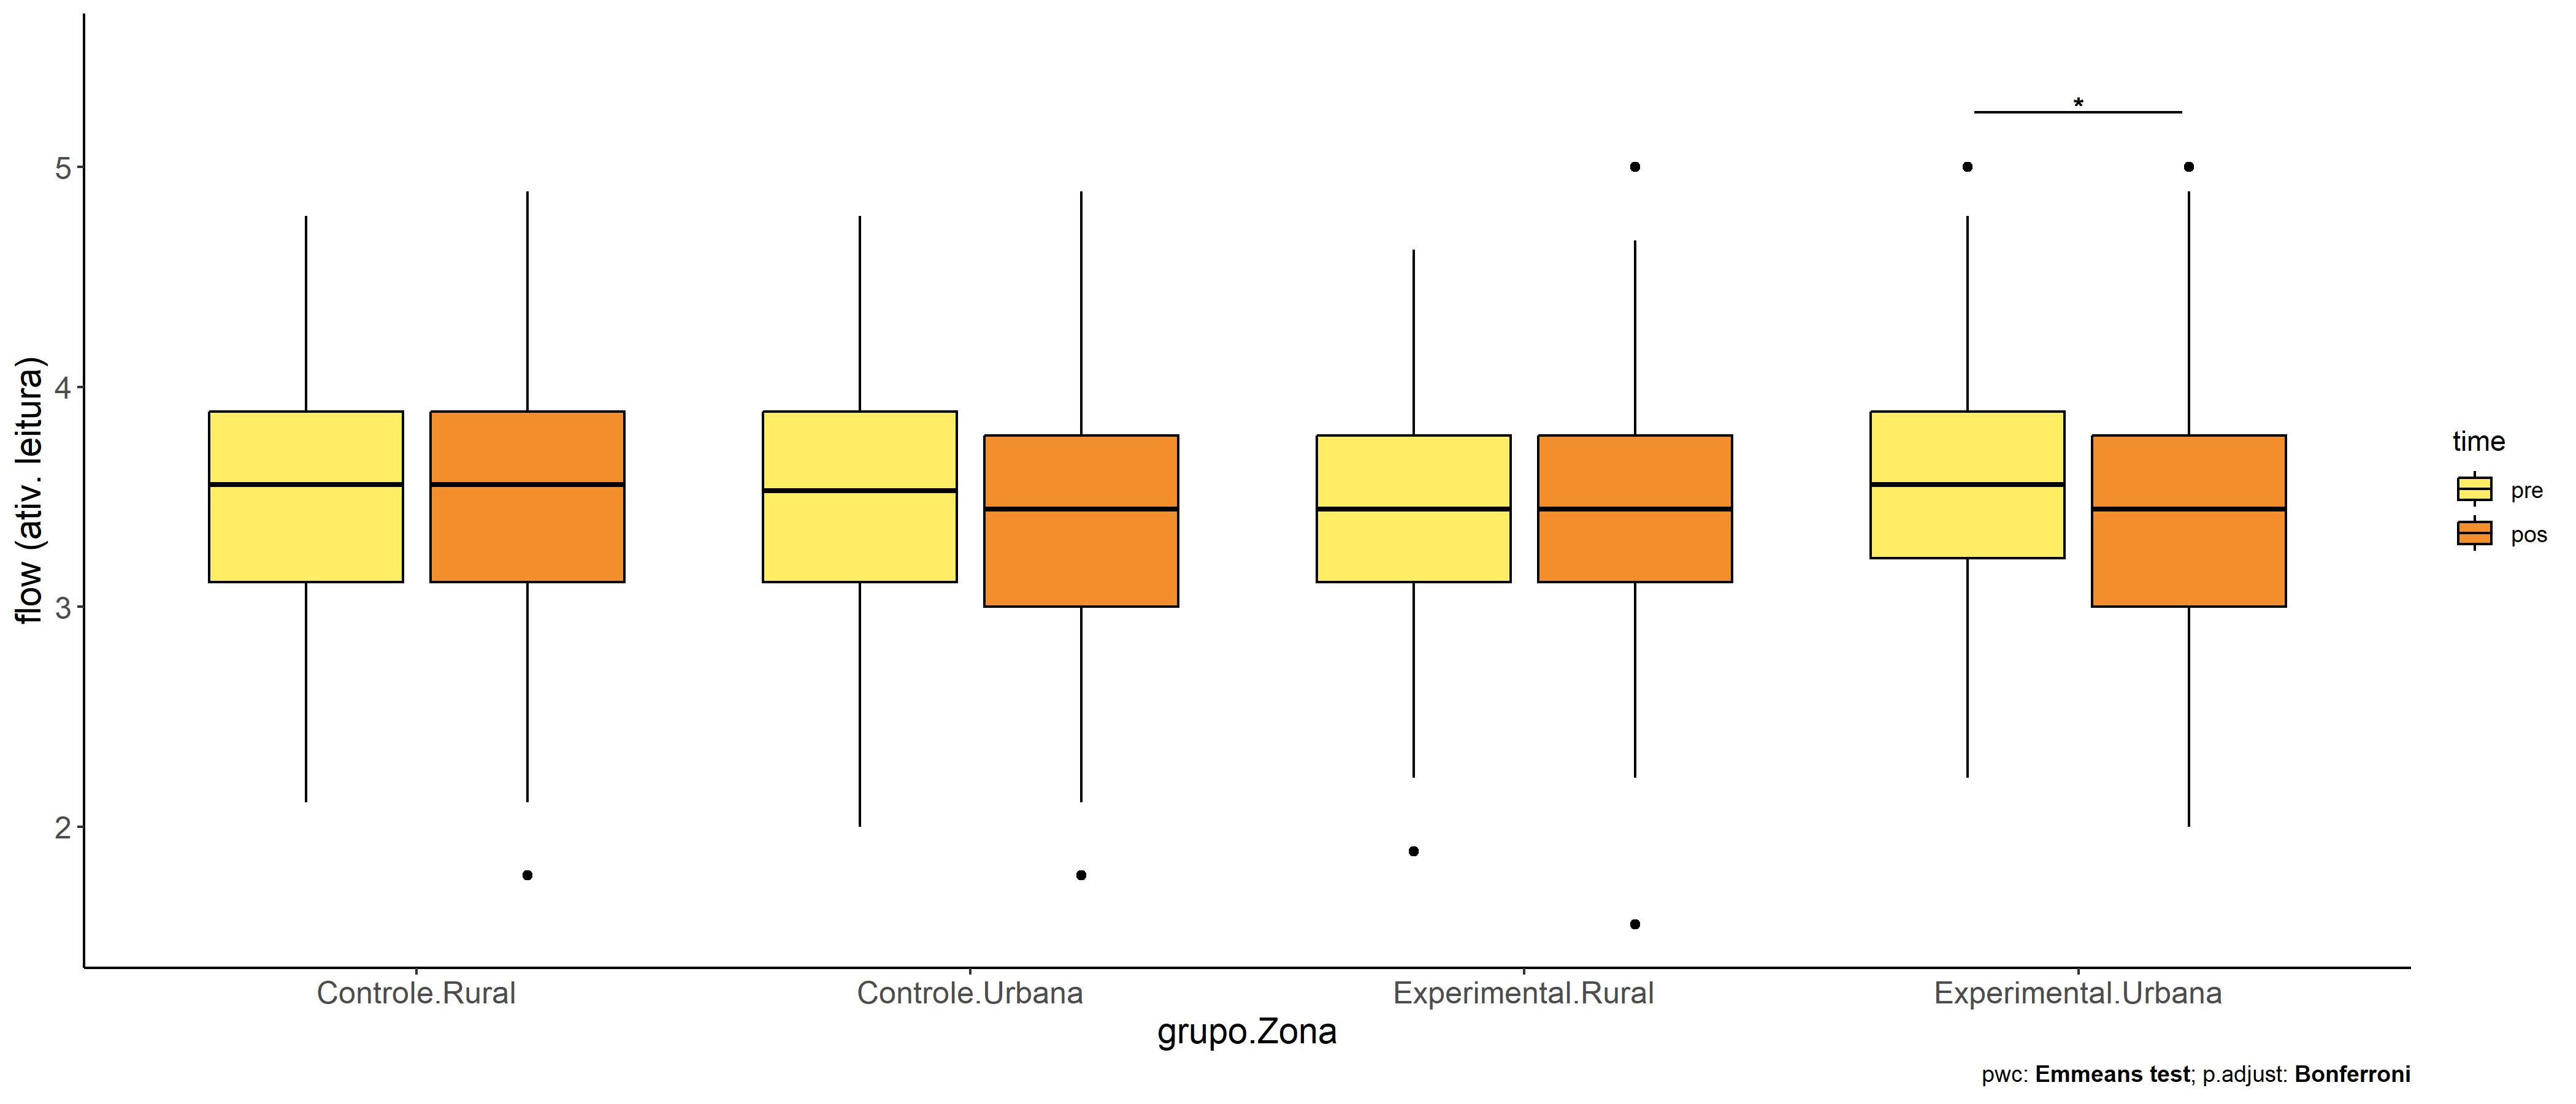 *
5
4
3
2
flow (ativ. leitura)
time
pre
pos
Controle.Rural
Controle.Urbana
Experimental.Rural
Experimental.Urbana
grupo.Zona
pwc: Emmeans test; p.adjust: Bonferroni